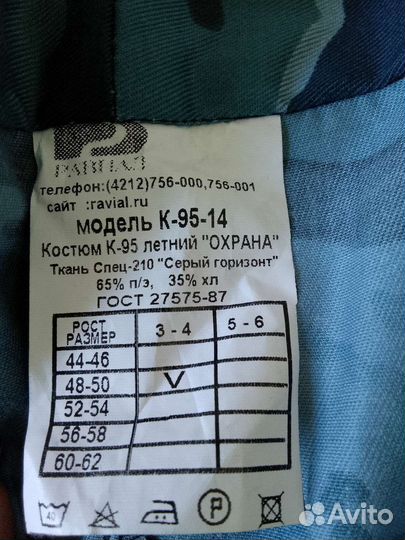 РАВИАЛ
телефон:(4212)756-000,756-001
сайт :ravial.ru
модель К-95-14
Костюм К-95 летний "ОХРАНА"
Ткань Спец-210 "Серый горизонт"
65% п/э, 35% хл
ГОСТ 27575-87
РОСТ РАЗМЕР 3 - 4 5 - 6
44-46
48-50 V
52-54
56-58
60-62
40 P
Avito